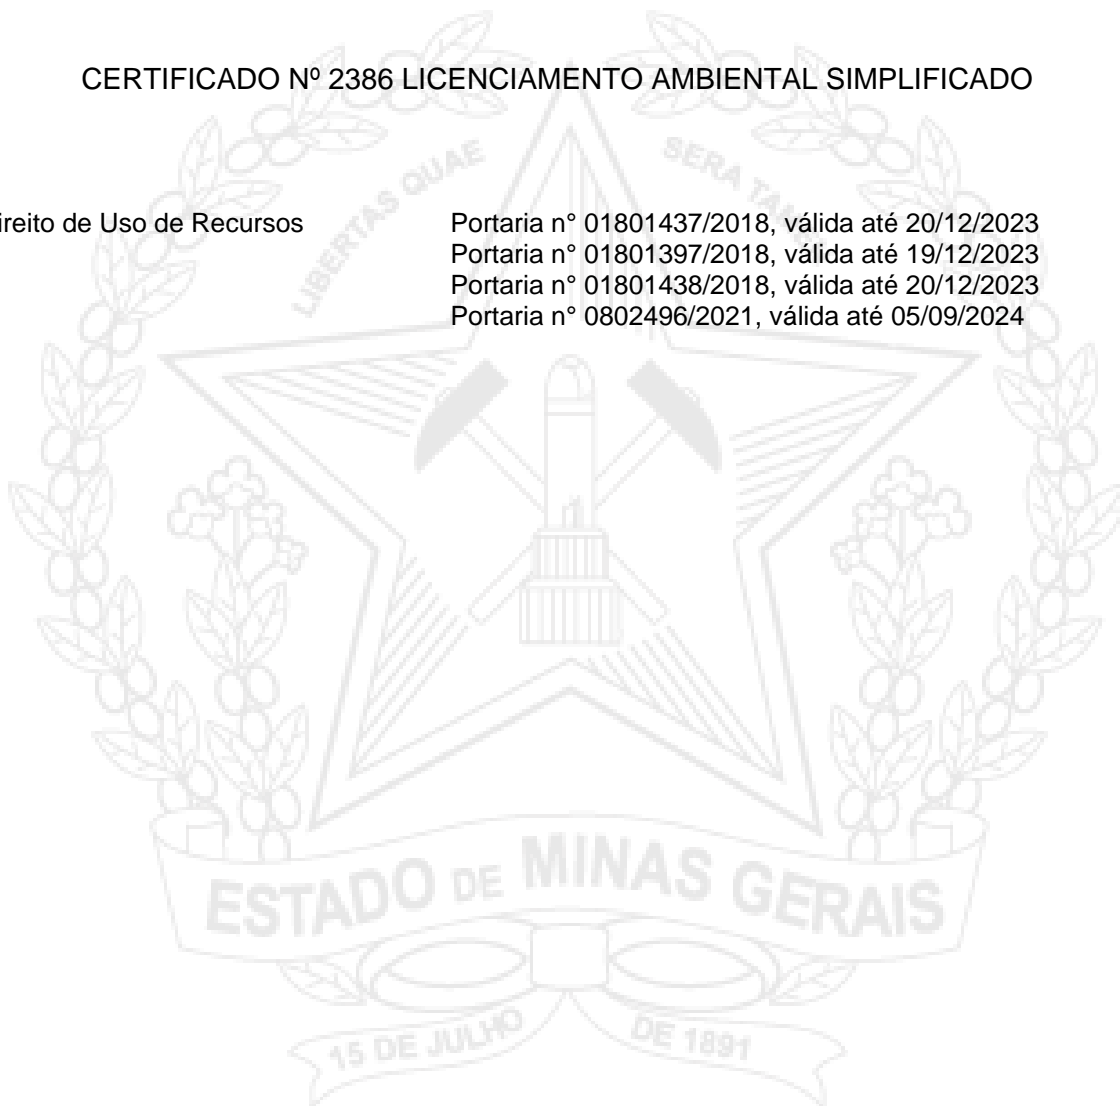 CERTIFICADO Nº 2386 LICENCIAMENTO AMBIENTAL SIMPLIFICADO
LIBERTAS QUAE SERA TAMEN
ireito de Uso de Recursos Portaria n° 01801437/2018, válida até 20/12/2023
Portaria n° 01801397/2018, válida até 19/12/2023
Portaria n° 01801438/2018, válida até 20/12/2023
Portaria n° 0802496/2021, válida até 05/09/2024
ESTADO DE MINAS GERAIS
15 DE JULHO DE 1891